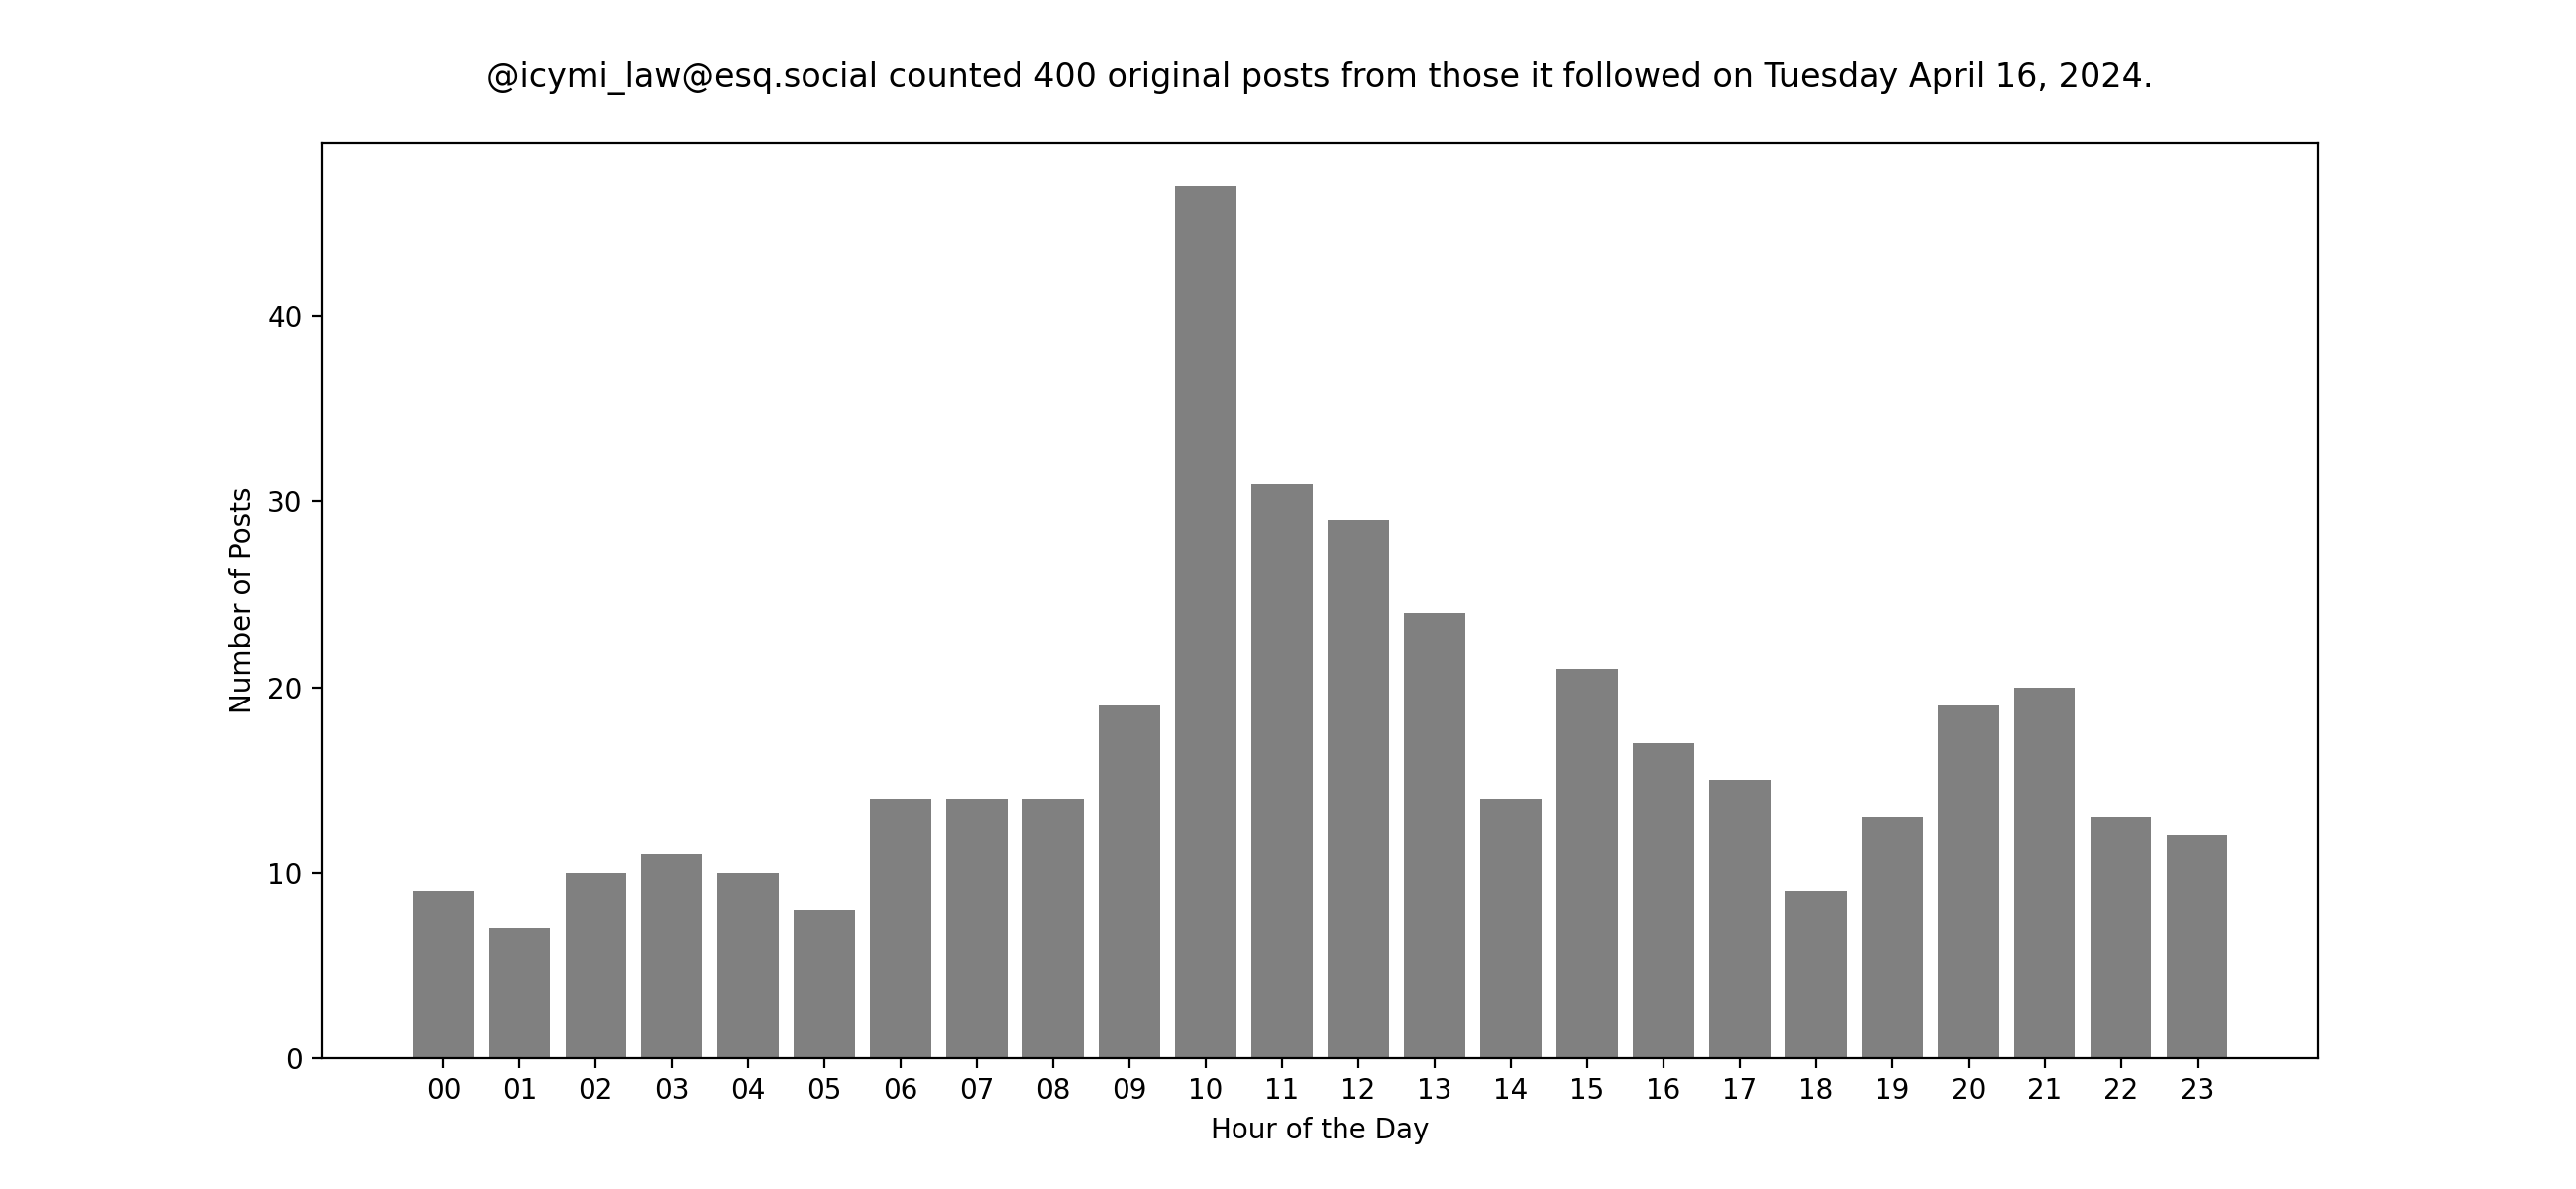 @icymi_law@esq.social counted 400 original posts from those it followed on Tuesday April 16, 2024.
40
30
20
10
0
Number of Posts
00 01 02 03 04 05 06 07 08 09 10 11 12 13 14 15 16 17 18 19 20 21 22 23
Hour of the Day